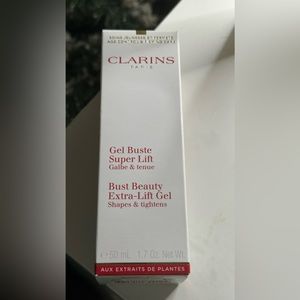 CLARINS
PARIS
Gel Buste
Super Lift
Galbe & tenue
Bust Beauty
Extra-Lift Gel
Shapes & tightens
e 50 mL 1.7 Oz. Net Wt.
AUX EXTRAITS DE PLANTES